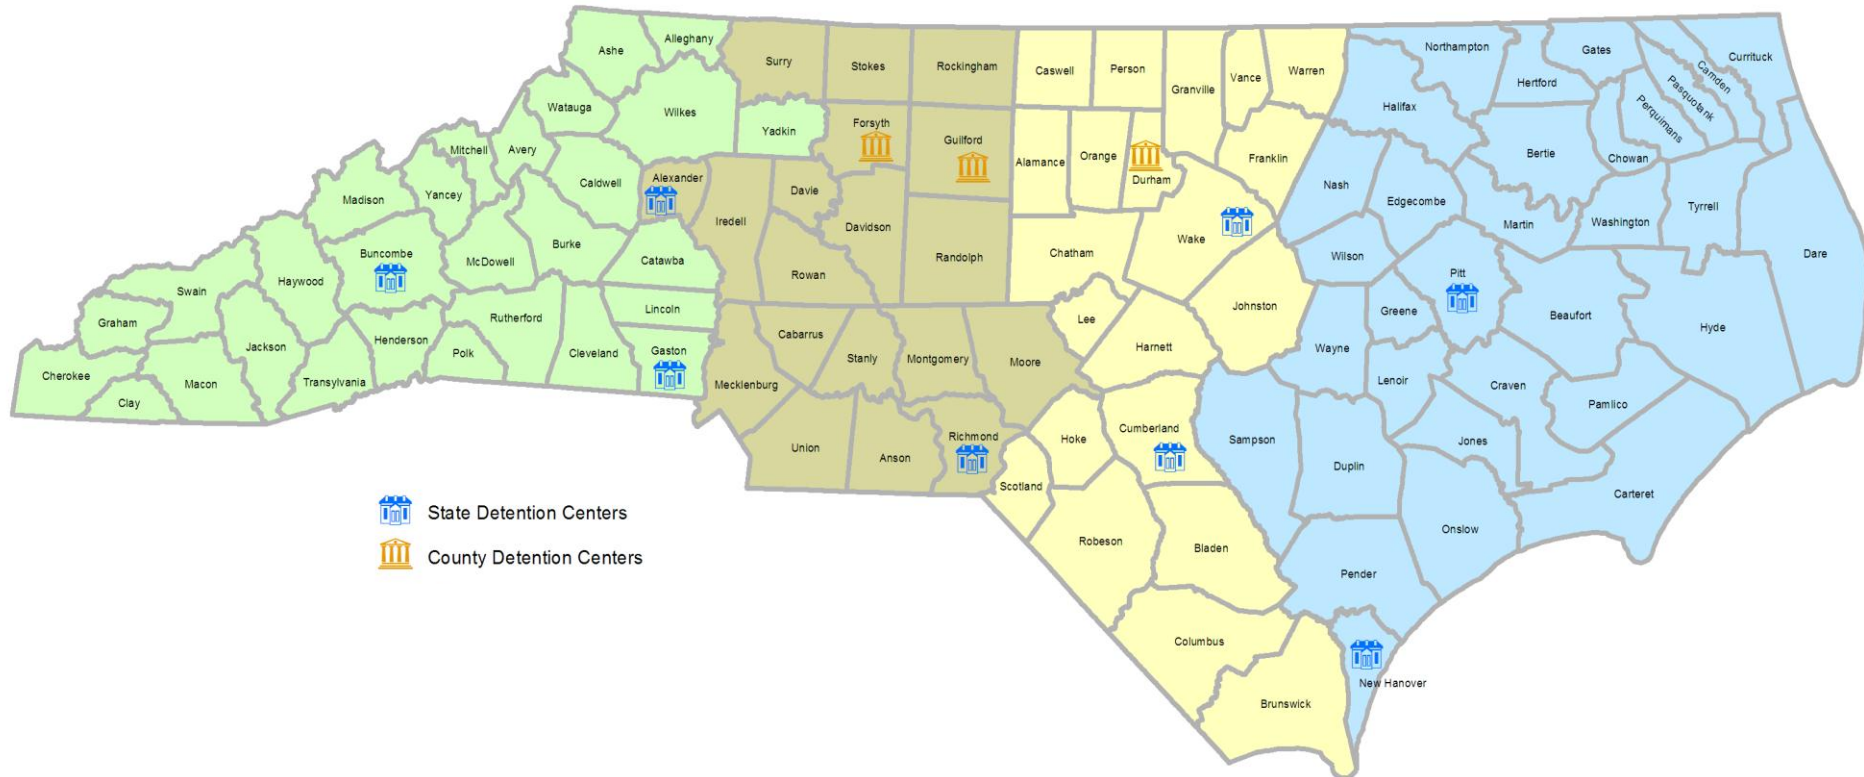 Ashe
Alleghany
Surry
Stokes
Rockingham
Caswell
Person
Granville
Vance
Warren
Northampton
Gates
Currituck
Camden
Pasquotank
Perquimans
Hertford
Halifax
Watauga
Wilkes
Yadkin
Forsyth
Guilford
Alamance
Orange
Durham
Franklin
Bertie
Chowan
Mitchell
Avery
Caldwell
Alexander
Iredell
Davie
Davidson
Nash
Edgecombe
Martin
Washington
Tyrrell
Dare
Madison
Yancey
McDowell
Burke
Catawba
Rowan
Randolph
Chatham
Wake
Wilson
Pitt
Buncombe
Haywood
Swain
Graham
Jackson
Henderson
Rutherford
Polk
Cleveland
Lincoln
Gaston
Cabarrus
Stanly
Montgomery
Moore
Lee
Harnett
Johnston
Greene
Beaufort
Hyde
Wayne
Lenoir
Craven
Pamlico
Cherokee
Clay
Macon
Transylvania
Mecklenburg
Union
Anson
Richmond
Hoke
Cumberland
Sampson
Duplin
Jones
Carteret
Scotland
Robeson
Bladen
Onslow
Pender
Columbus
Brunswick
New Hanover
State Detention Centers
County Detention Centers